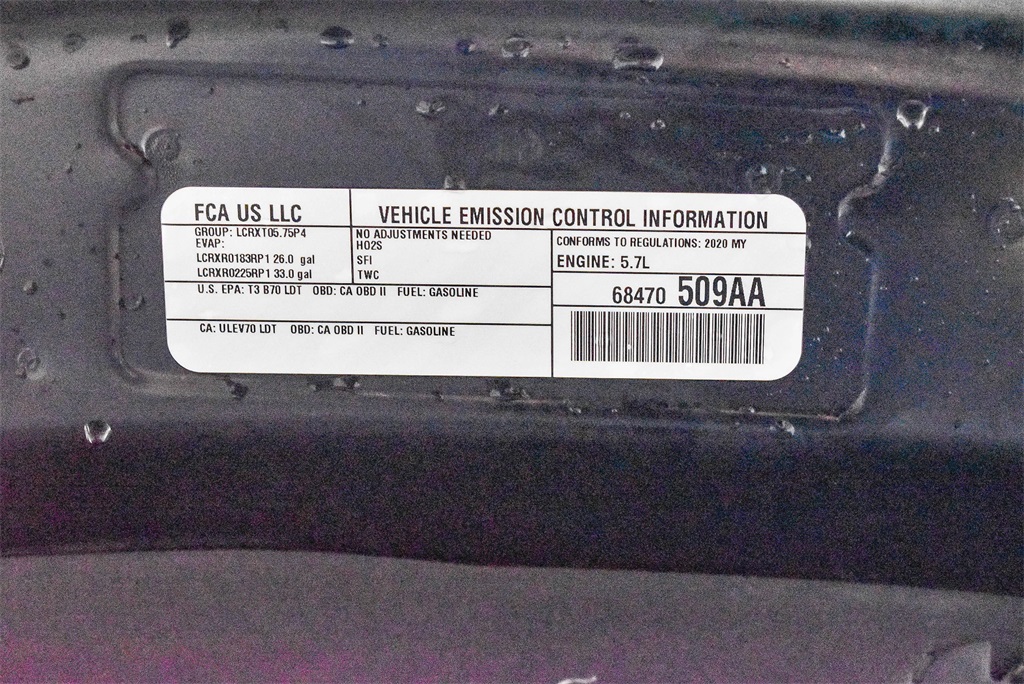 FCA US LLC
VEHICLE EMISSION CONTROL INFORMATION
GROUP: LCRXT05.75P4
EVAP:
LCRXR0183RP1 26.0 gal
LCRXR0225RP1 33.0 gal
NO ADJUSTMENTS NEEDED
HO2S
SFI
TWC
CONFORMS TO REGULATIONS: 2020 MY
ENGINE: 5.7L
U.S. EPA: T3 B70 LDT OBD: CA OBD II FUEL: GASOLINE
68470 509AA
CA: ULEV70 LDT OBD: CA OBD II FUEL: GASOLINE